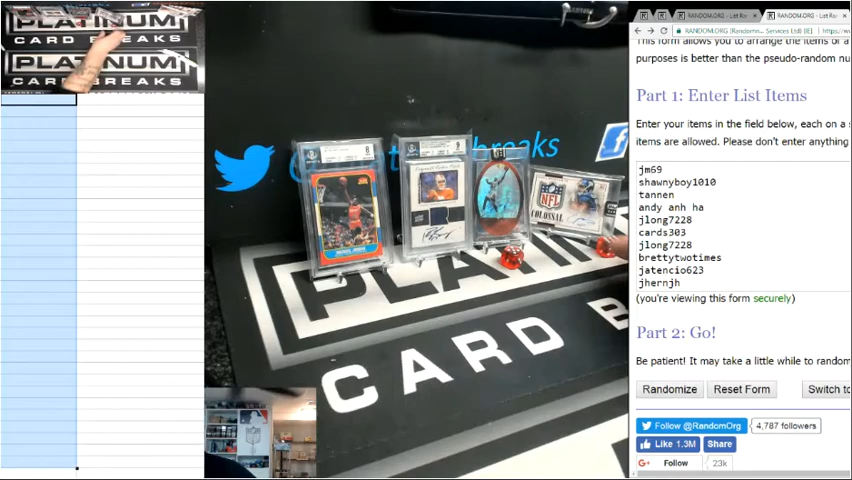 PLATINUM
CARD BREAKS
PLATINUM
CARD BREAKS
8
9
NFL
COLOSSAL
PLATINUM
CARD B
RANDOM.ORG - List Ra
RANDOM.ORG - List Ra
RANDOM.ORG (Randomn
Services Ltd) [IE]
https://w
This form allows you to arrange the items of a
purposes is better than the pseudo-random nu
Part 1: Enter List Items
Enter your items in the field below, each on a s
items are allowed. Please don't enter anything
jm69
shawnyboy1010
tannen
andy anh ha
jlong7228
cards303
jlong7228
brettytwotimes
jatencio623
jhernjh
(you're viewing this form securely)
Part 2: Go!
Be patient! It may take a little while to random
Randomize
Reset Form
Switch to
Follow @RandomOrg
4,787 followers
Like 1.3M
Share
G+
Follow
23k